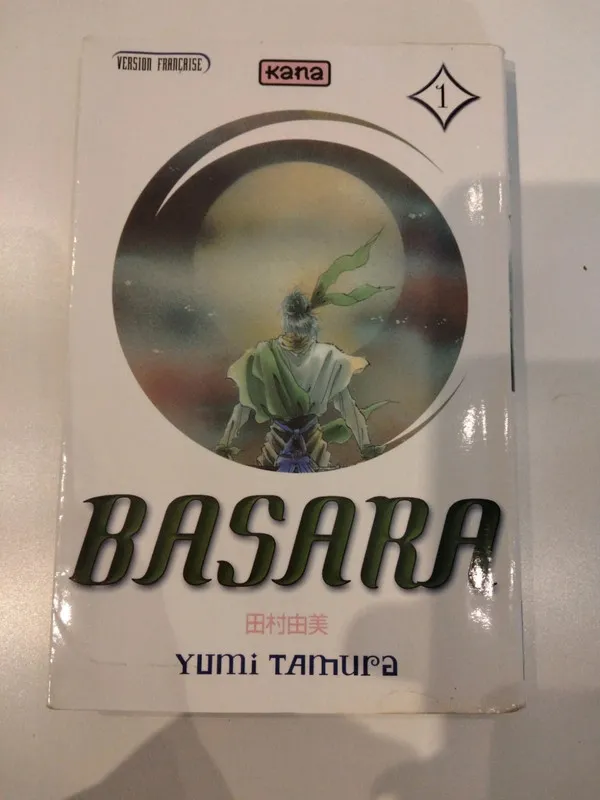 VERSION FRANÇAISE
KANA
1
BASARA
田村由美
YUMI TAMURA